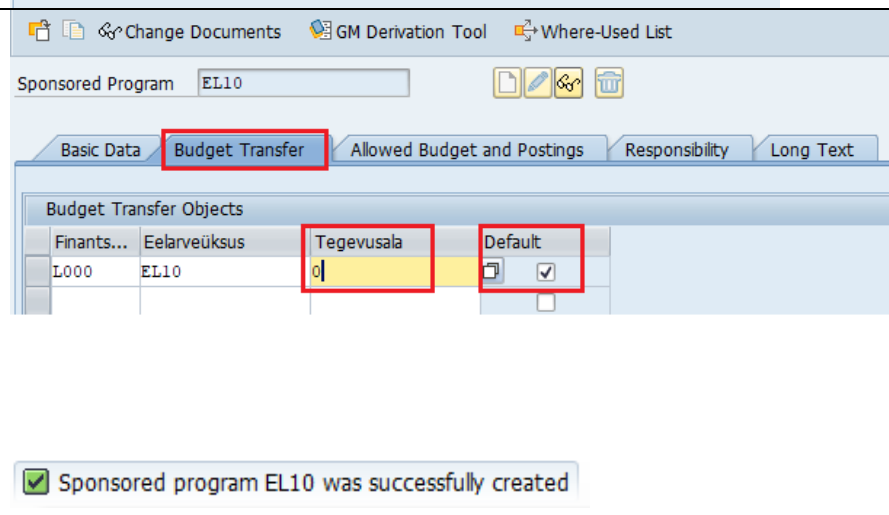 Change Documents GM Derivation Tool Where-Used List
Sponsored Program EL10
Basic Data Budget Transfer Allowed Budget and Postings Responsibility Long Text
Budget Transfer Objects
Finants... Eelarveüksus Tegevusala Default
L000 EL10 0
Sponsored program EL10 was successfully created